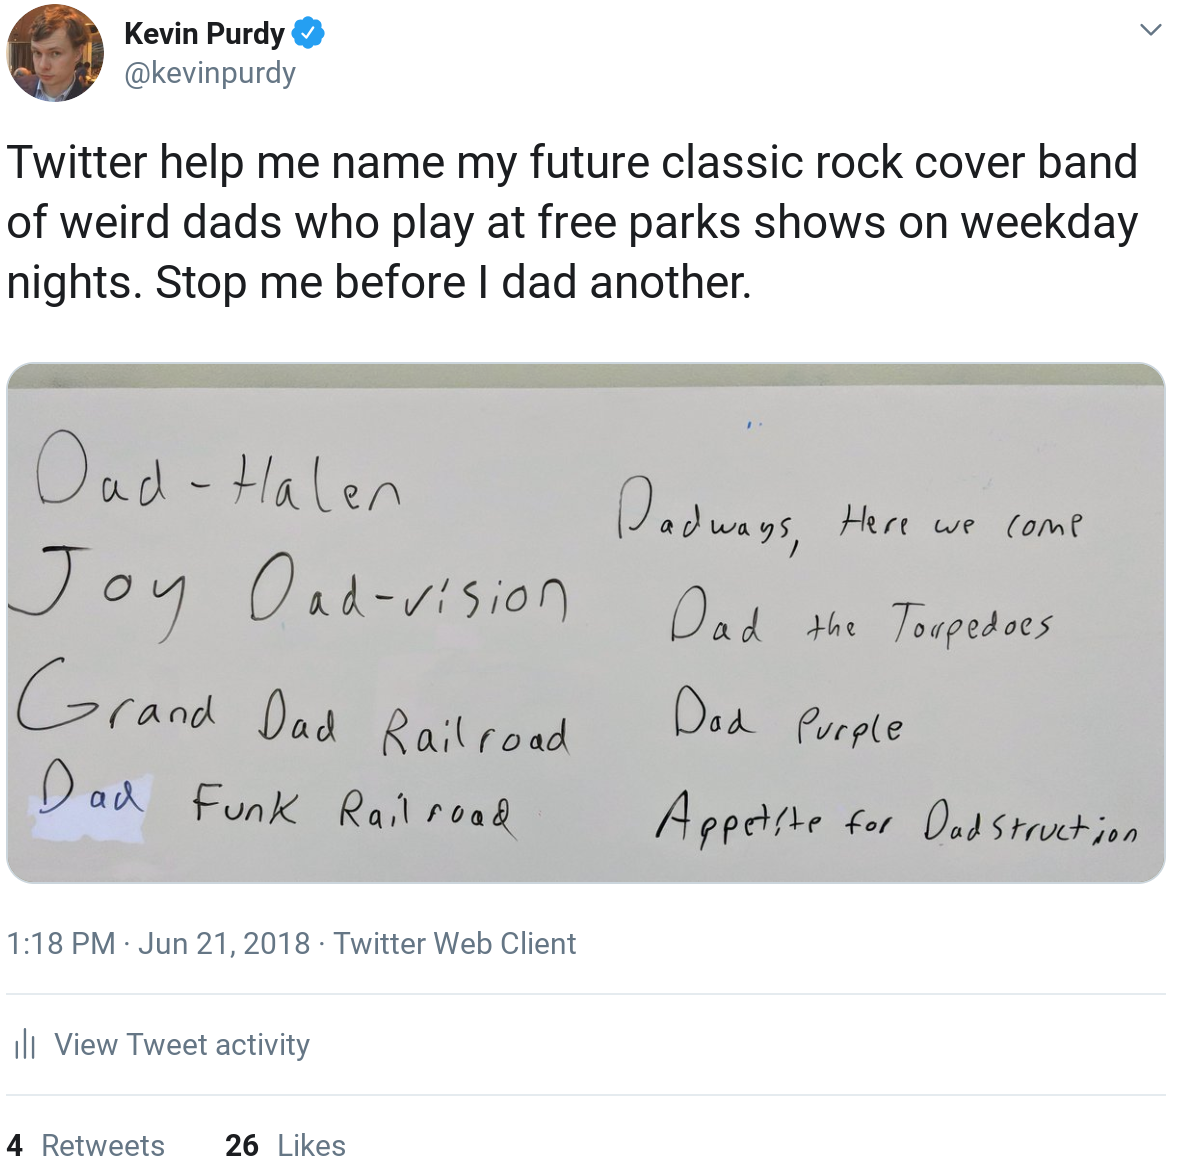 Kevin Purdy
@kevinpurdy
Twitter help me name my future classic rock cover band
of weird dads who play at free parks shows on weekday
nights. Stop me before I dad another.
Dad-Halen
Joy Dad-vision
Grand Dad Railroad
Dad Funk Railroad
Dadways, Here we come
Dad the Torpedoes
Dad Purple
Appetite for Dadstruction
1:18 PM · Jun 21, 2018 · Twitter Web Client
View Tweet activity
4 Retweets 26 Likes